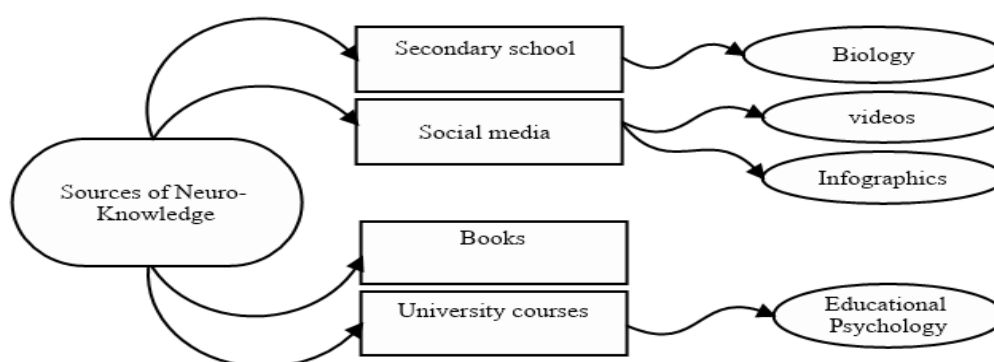 Secondary school
Biology
Social media
videos
Infographics
Sources of Neuro-
Knowledge
Books
University courses
Educational
Psychology